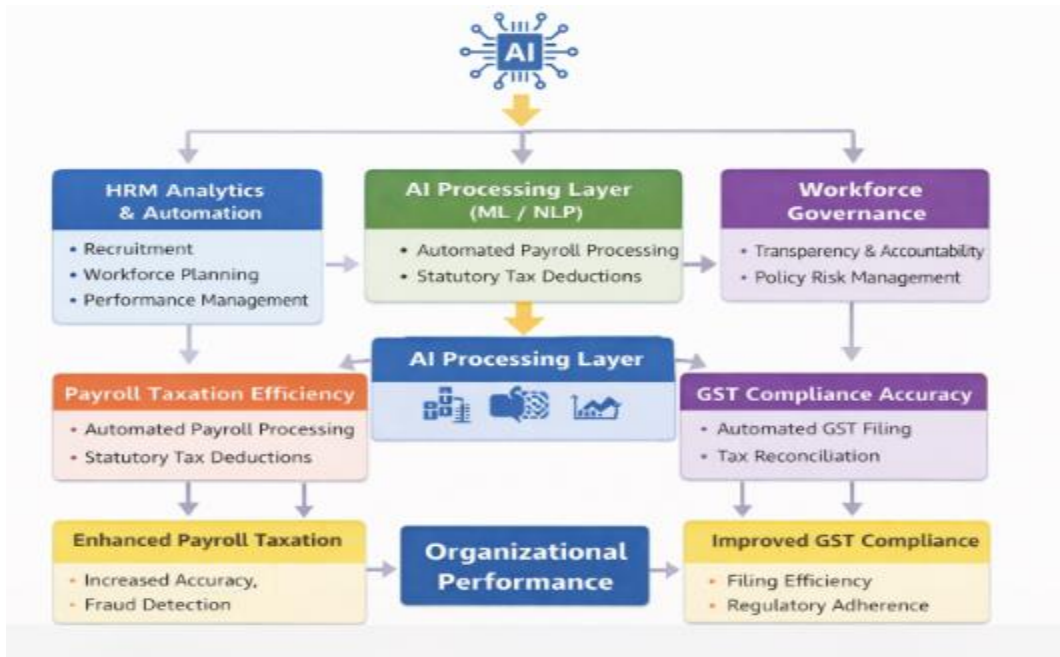 AI
HRM Analytics
& Automation
• Recruitment
• Workforce Planning
• Performance Management
AI Processing Layer
(ML / NLP)
• Automated Payroll Processing
• Statutory Tax Deductions
Workforce
Governance
• Transparency & Accountability
• Policy Risk Management
AI Processing Layer
Payroll Taxation Efficiency
• Automated Payroll Processing
• Statutory Tax Deductions
GST Compliance Accuracy
• Automated GST Filing
• Tax Reconciliation
Enhanced Payroll Taxation
• Increased Accuracy,
• Fraud Detection
Organizational
Performance
Improved GST Compliance
• Filing Efficiency
• Regulatory Adherence